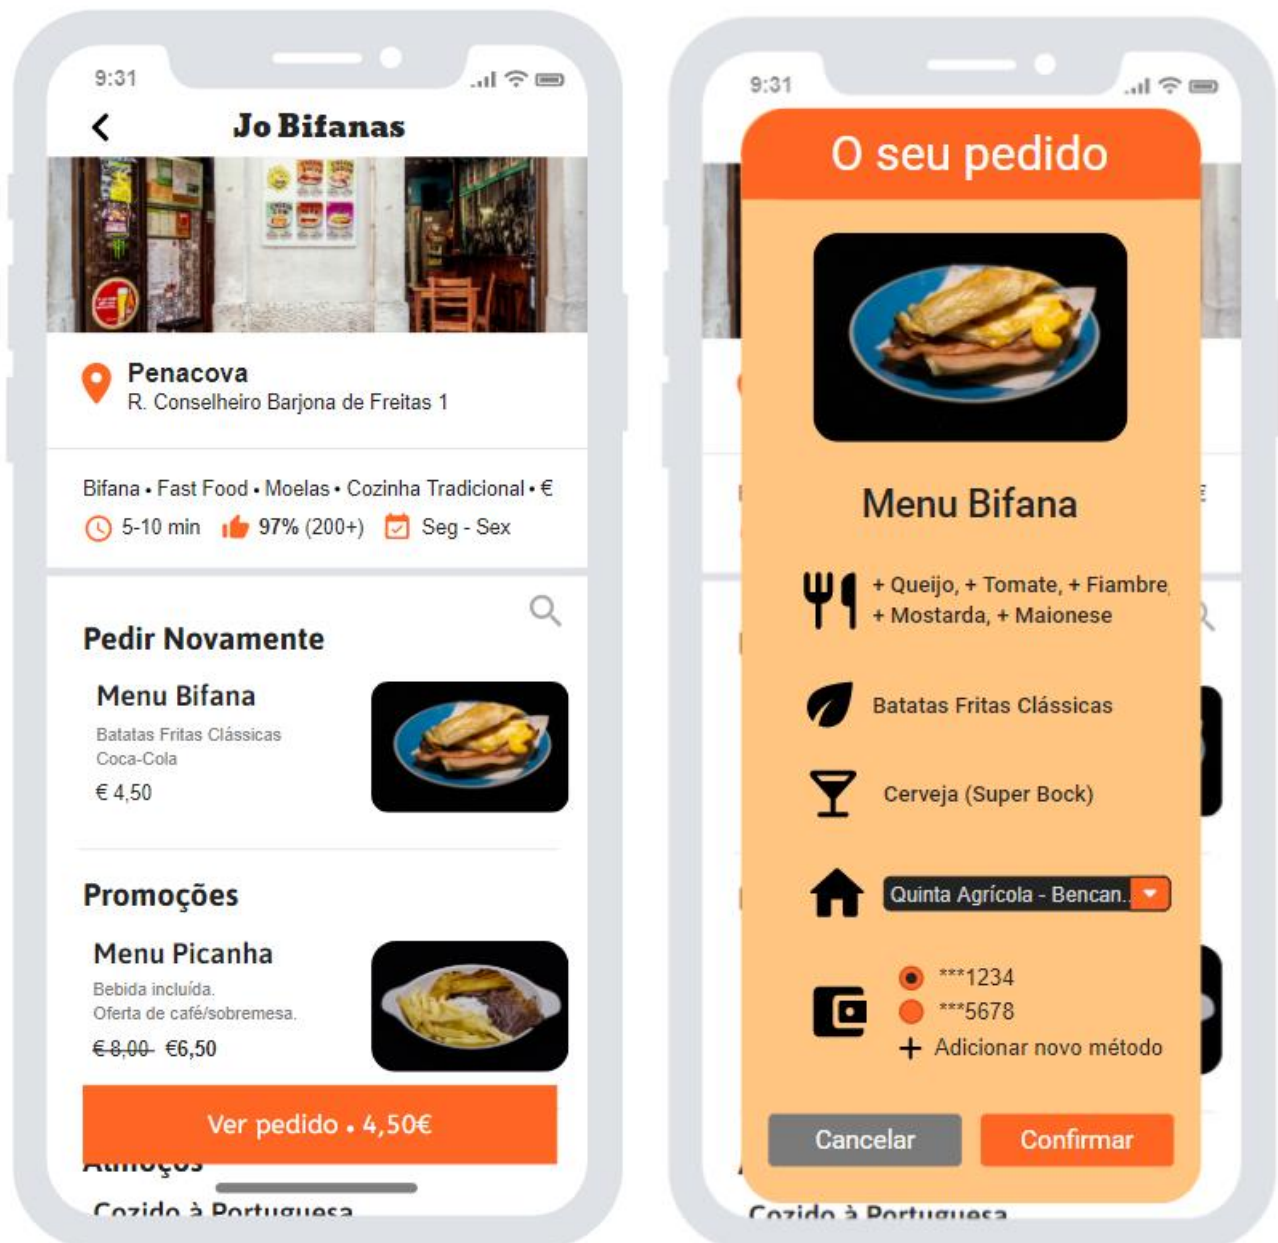 9:31
Jo Bifanas
Penacova
R. Conselheiro Barjona de Freitas 1
Bifana • Fast Food • Moelas • Cozinha Tradicional • €
5-10 min 97% (200+) Seg - Sex
Pedir Novamente
Menu Bifana
Batatas Fritas Clássicas
Coca-Cola
€ 4,50
Promoções
Menu Picanha
Bebida incluída.
Oferta de café/sobremesa.
€ 8,00 €6,50
Ver pedido • 4,50€
Almoços
Cozido à Portuguesa
9:31
O seu pedido
Menu Bifana
+ Queijo, + Tomate, + Fiambre,
+ Mostarda, + Maionese
Batatas Fritas Clássicas
Cerveja (Super Bock)
Quinta Agrícola - Bencan..
***1234
***5678
+ Adicionar novo método
Cancelar Confirmar
Cozido à Portuguesa